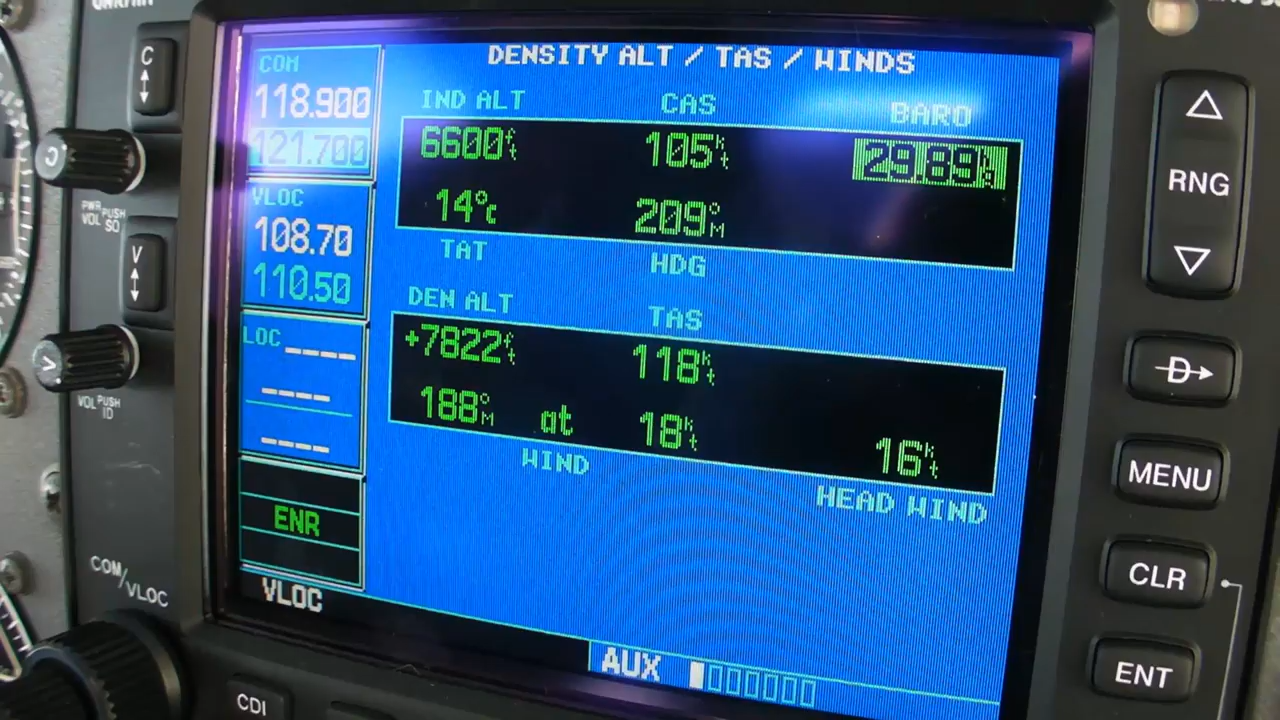 COM
118.900
121.700
VLOC
108.70
110.50
LOC
ENR
VLOC
DENSITY ALT / TAS / WINDS
IND ALT CAS BARO
6600ft 105kt 29.89
14°c 209°M
TAT HDG
DEN ALT TAS
+7822ft 118kt
188°M at 18kt 16kt
WIND HEAD WIND
AUX
C
C
PWR VOL PUSH SQ
V
V
VOL PUSH ID
COM/VLOC
CDI
RNG
D
MENU
CLR
ENT